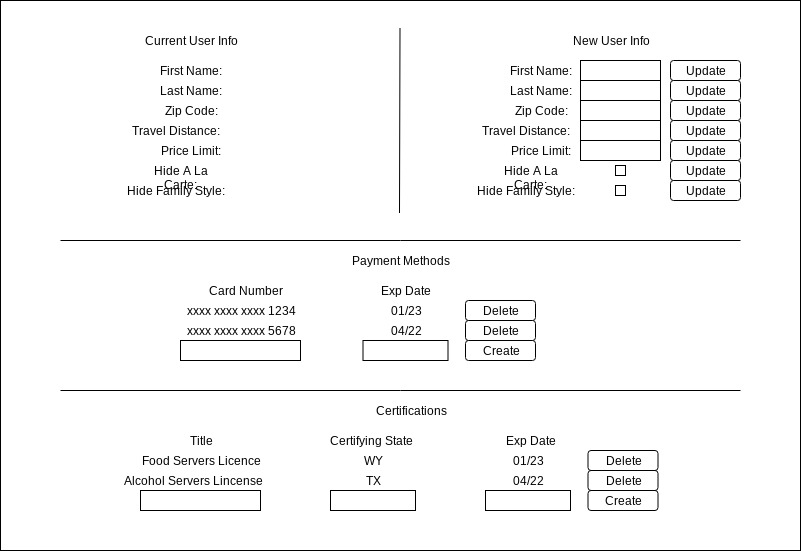 Current User Info New User Info
First Name: First Name: Update
Last Name: Last Name: Update
Zip Code: Zip Code: Update
Travel Distance: Travel Distance: Update
Price Limit: Price Limit: Update
Hide A La Hide A La Update
Carte: Carte:
Hide Family Style: Hide Family Style: Update
Payment Methods
Card Number Exp Date
xxxx xxxx xxxx 1234 01/23 Delete
xxxx xxxx xxxx 5678 04/22 Delete
Create
Certifications
Title Certifying State Exp Date
Food Servers Licence WY 01/23 Delete
Alcohol Servers Lincense TX 04/22 Delete
Create